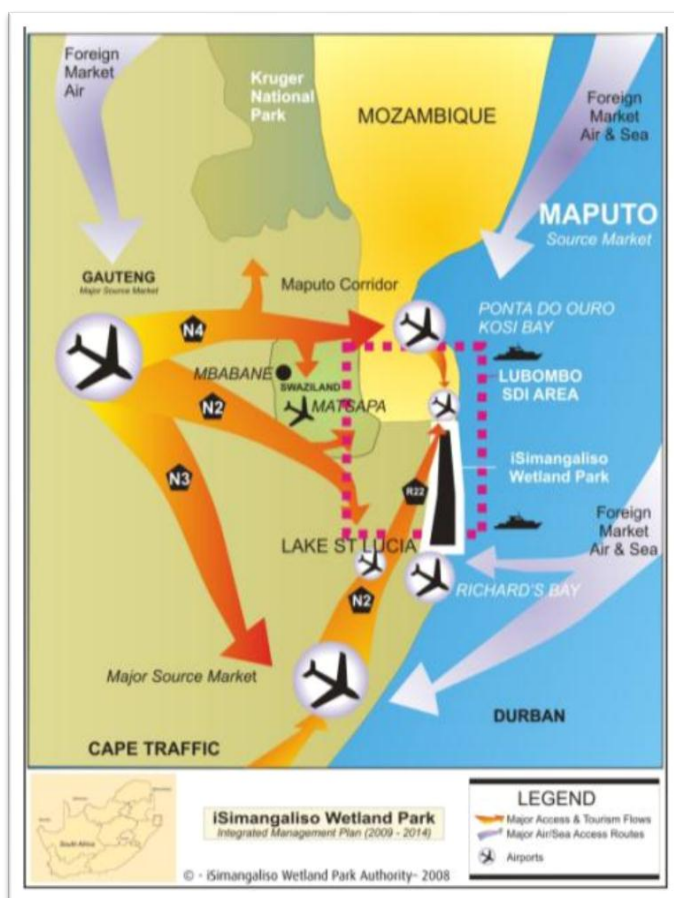 Foreign
Market
Air
Kruger
National
Park
MOZAMBIQUE
Foreign
Market
Air & Sea
MAPUTO
Source Market
GAUTENG
Major Source Market
Maputo Corridor
PONTA DO OURO
KOSI BAY
N4
MBABANE
SWAZILAND
MATSAPA
LUBOMBO
SDI AREA
N2
iSimangaliso
Wetland Park
N3
R22
Foreign
Market
Air & Sea
LAKE ST LUCIA
N2
RICHARD'S BAY
Major Source Market
DURBAN
CAPE TRAFFIC
South Africa
iSimangaliso Wetland Park
Integrated Management Plan (2009 - 2014)
© - iSimangaliso Wetland Park Authority- 2008
LEGEND
Major Access & Tourism Flows
Major Air/Sea Access Routes
Airports